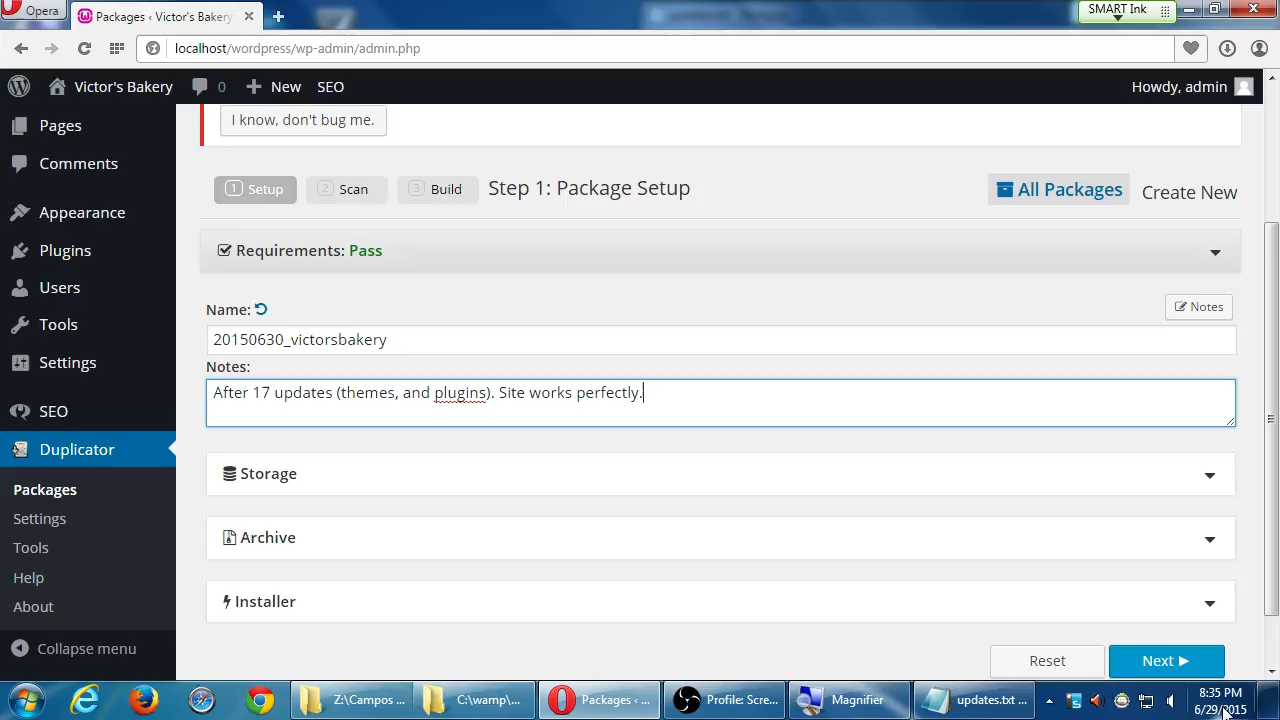 Opera
Packages ‹ Victor's Bakery
SMART Ink
localhost/wordpress/wp-admin/admin.php
Victor's Bakery 0 New SEO Howdy, admin
Pages
Comments
Appearance
Plugins
Users
Tools
Settings
SEO
Duplicator
Packages
Settings
Tools
Help
About
Collapse menu
I know, don't bug me.
1 Setup 2 Scan 3 Build Step 1: Package Setup All Packages Create New
Requirements: Pass
Name: Notes
20150630_victorsbakery
Notes:
After 17 updates (themes, and plugins). Site works perfectly.
Storage
Archive
Installer
Reset Next
Z:\Campos ... C:\wamp\... Packages ‹ ... Profile: Scre... Magnifier updates.txt ... 8:35 PM
6/29/2015